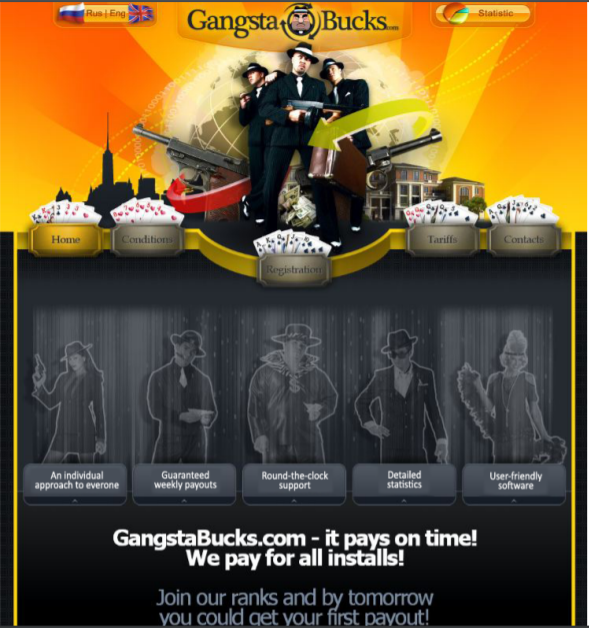 Rus | Eng
GangstaBucks.com
Statistic
Home
Conditions
Registration
Tariffs
Contacts
An individual
approach to everone
Guaranteed
weekly payouts
Round-the-clock
support
Detailed
statistics
User-friendly
software
GangstaBucks.com - it pays on time!
We pay for all installs!
Join our ranks and by tomorrow
you could get your first payout!